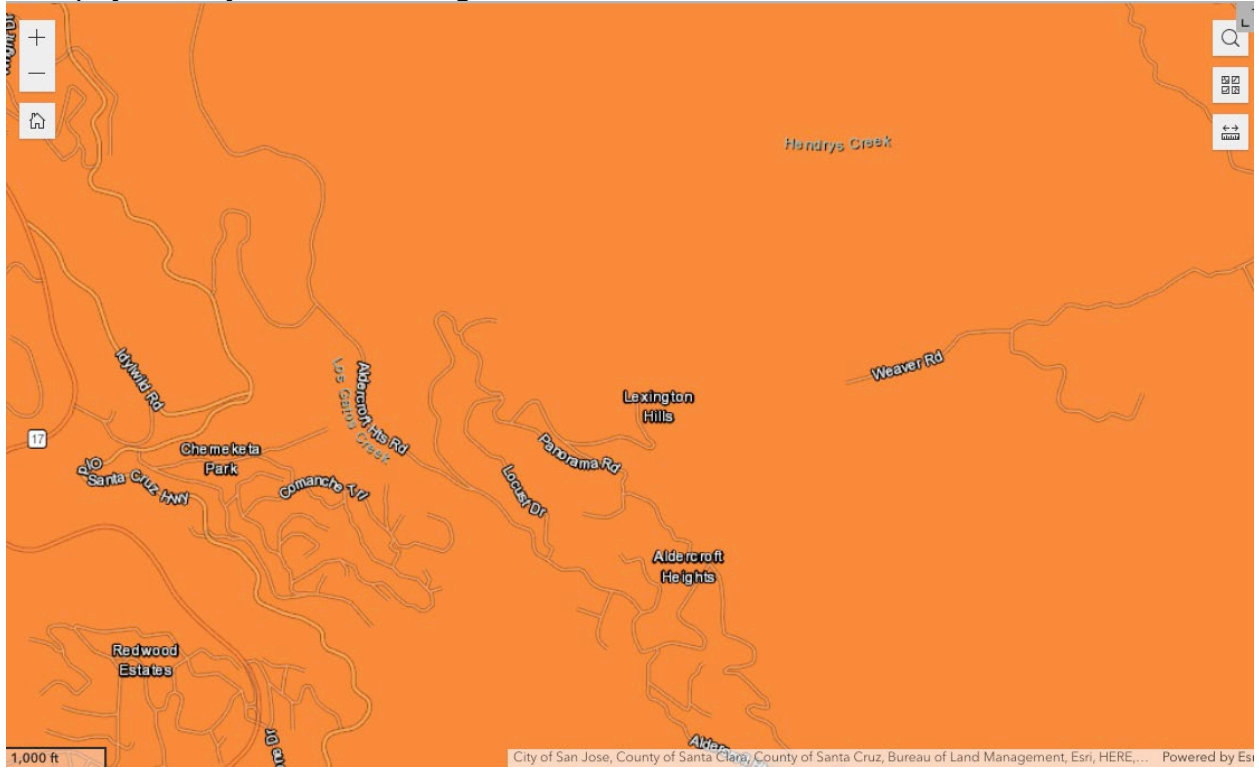 Hendrys Creek
Weaver Rd
Idylwild Rd
Aldercroft Hts Rd
Los Gatos Creek
Lexington
Hills
17
Chemeketa
Park
Panorama Rd
Old
Santa Cruz Hwy
Comanche Trl
Locust Dr
Aldercroft
Heights
Redwood
Estates
1,000 ft
City of San Jose, County of Santa Clara, County of Santa Cruz, Bureau of Land Management, Esri, HERE,...
Powered by Es